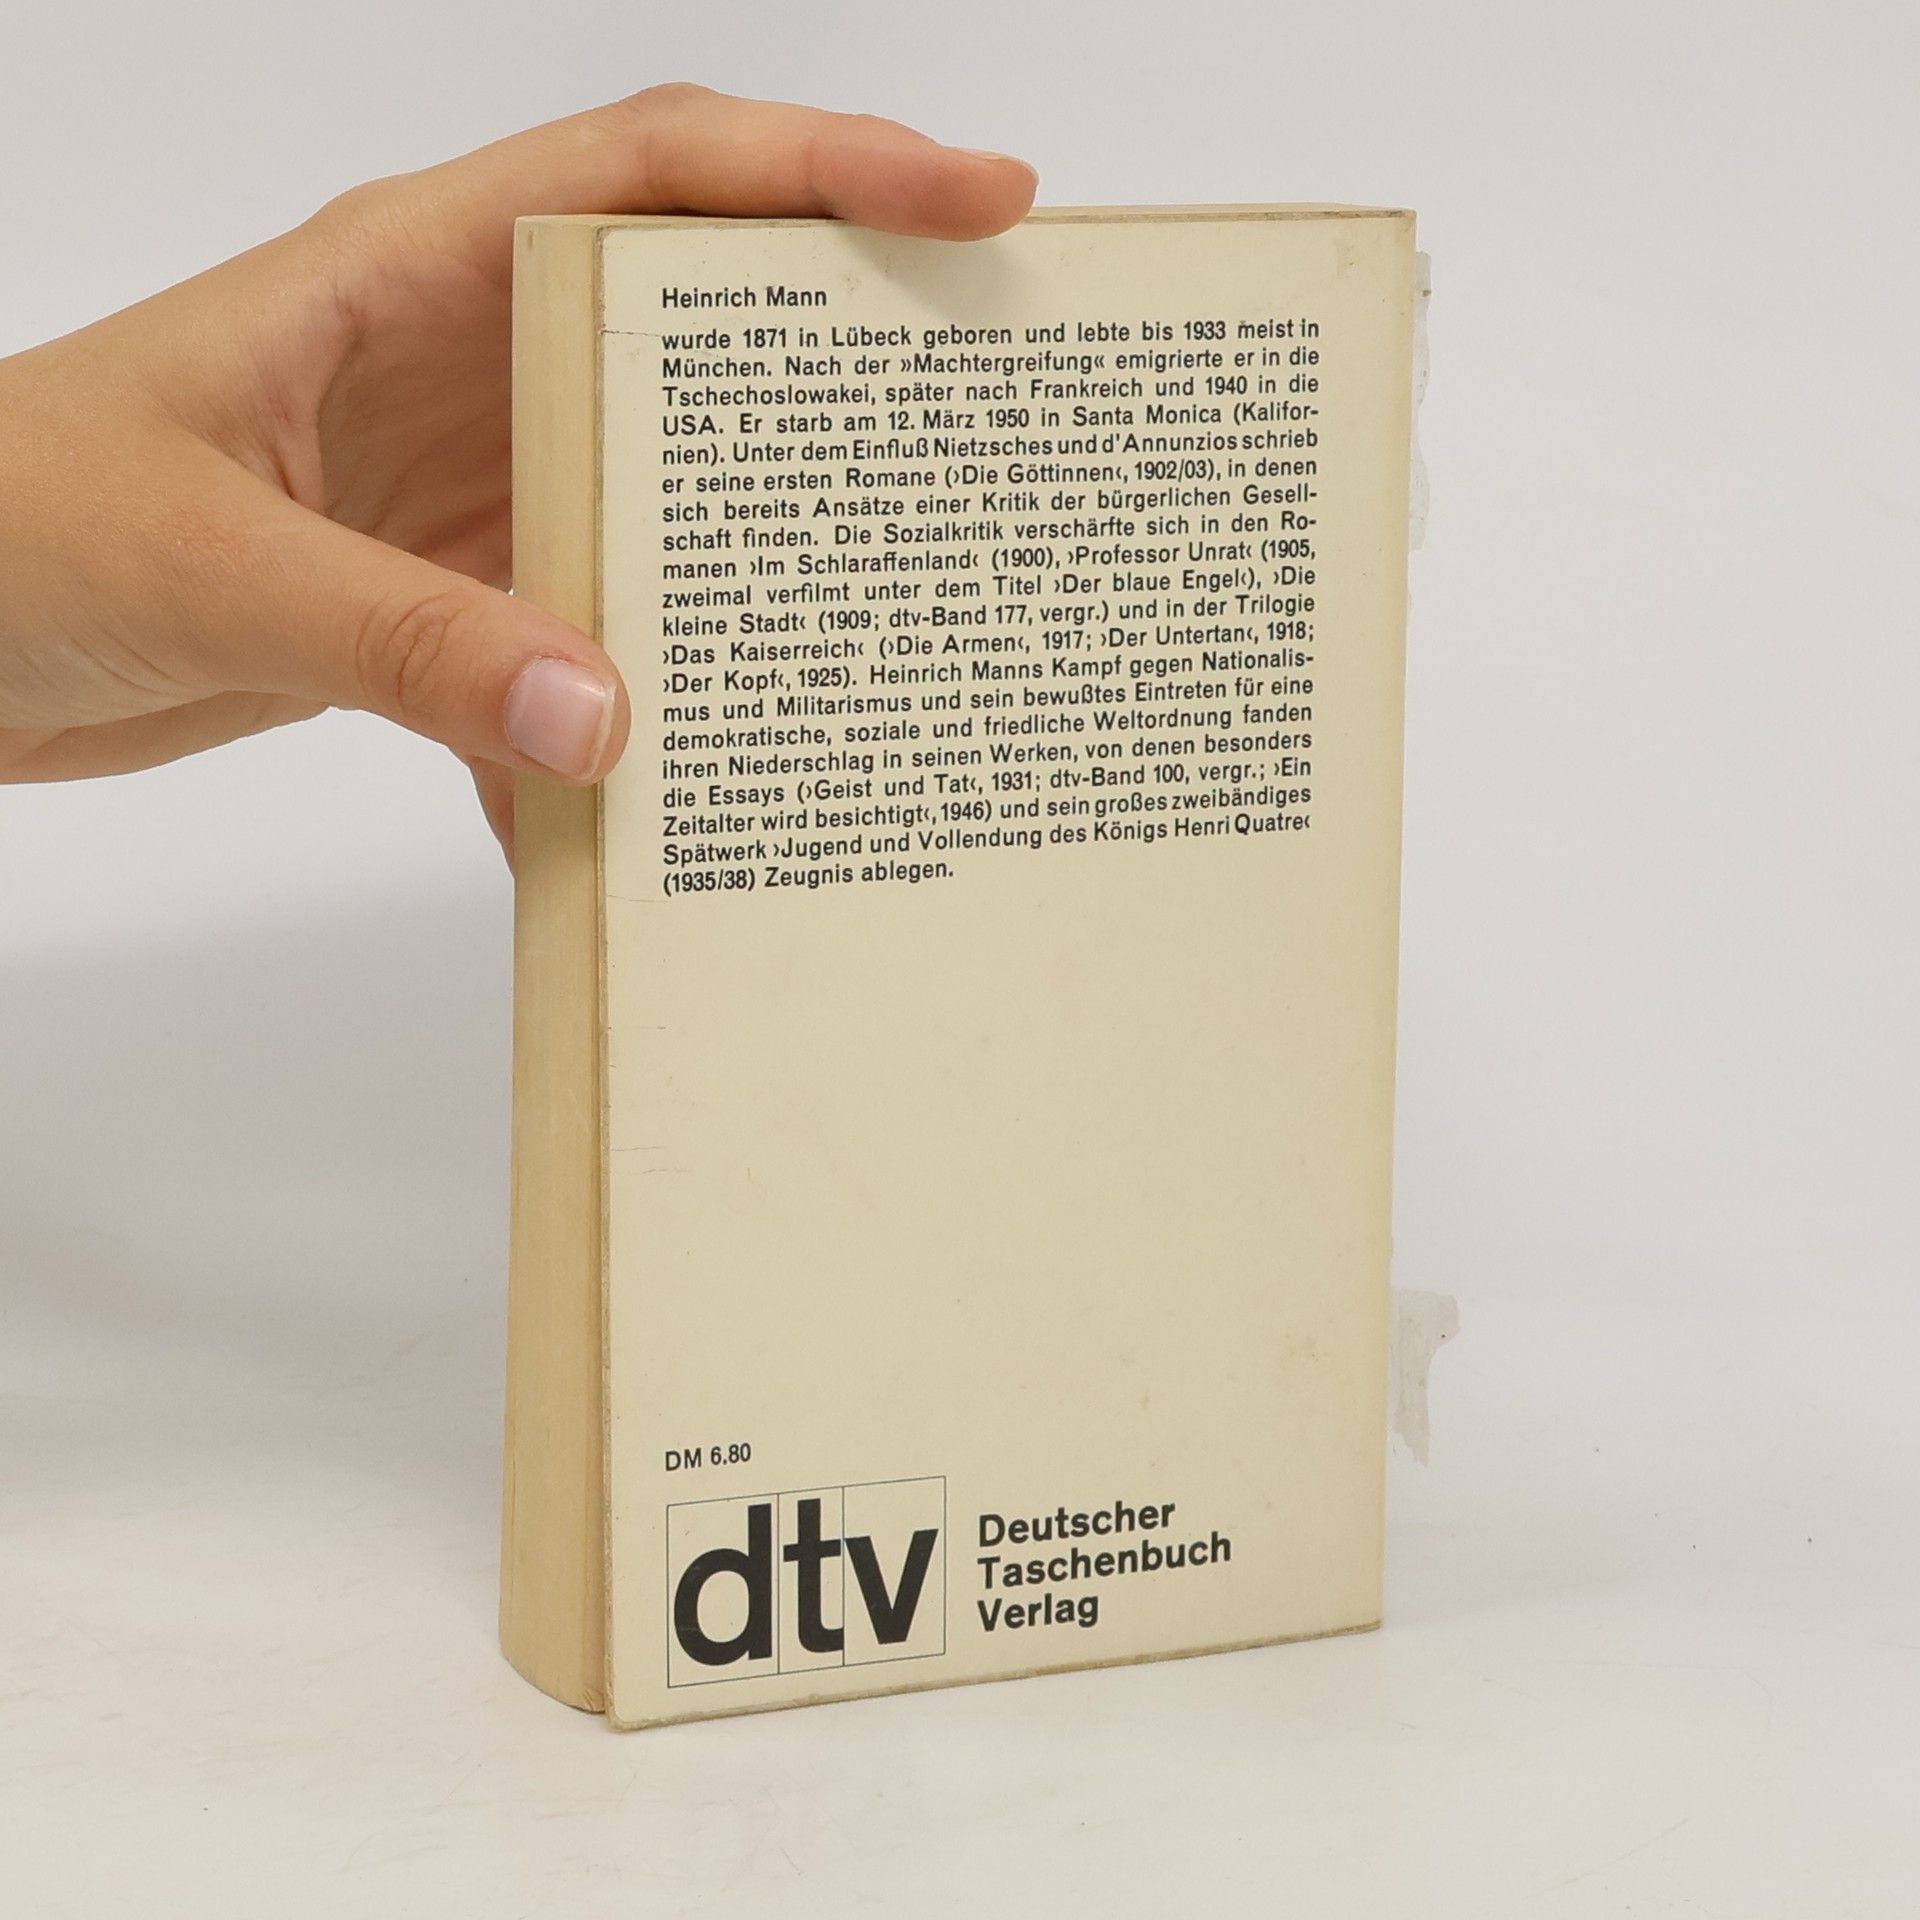 Heinrich Mann
wurde 1871 in Lübeck geboren und lebte bis 1933 meist in
München. Nach der »Machtergreifung« emigrierte er in die
Tschechoslowakei, später nach Frankreich und 1940 in die
USA. Er starb am 12. März 1950 in Santa Monica (Kalifor-
nien). Unter dem Einfluß Nietzsches und d'Annunzios schrieb
er seine ersten Romane (›Die Göttinnen‹, 1902/03), in denen
sich bereits Ansätze einer Kritik der bürgerlichen Gesell-
schaft finden. Die Sozialkritik verschärfte sich in den Ro-
manen ›Im Schlaraffenland‹ (1900), ›Professor Unrat‹ (1905,
zweimal verfilmt unter dem Titel ›Der blaue Engel‹), ›Die
kleine Stadt‹ (1909; dtv-Band 177, vergr.) und in der Trilogie
›Das Kaiserreich‹ (›Die Armen‹, 1917; ›Der Untertan‹, 1918;
›Der Kopf‹, 1925). Heinrich Manns Kampf gegen Nationalis-
mus und Militarismus und sein bewußtes Eintreten für eine
demokratische, soziale und friedliche Weltordnung fanden
ihren Niederschlag in seinen Werken, von denen besonders
die Essays (›Geist und Tat‹, 1931; dtv-Band 100, vergr.; ›Ein
Zeitalter wird besichtigt‹, 1946) und sein großes zweibändiges
Spätwerk ›Jugend und Vollendung des Königs Henri Quatre‹
(1935/38) Zeugnis ablegen.
DM 6.80
dtv
Deutscher
Taschenbuch
Verlag